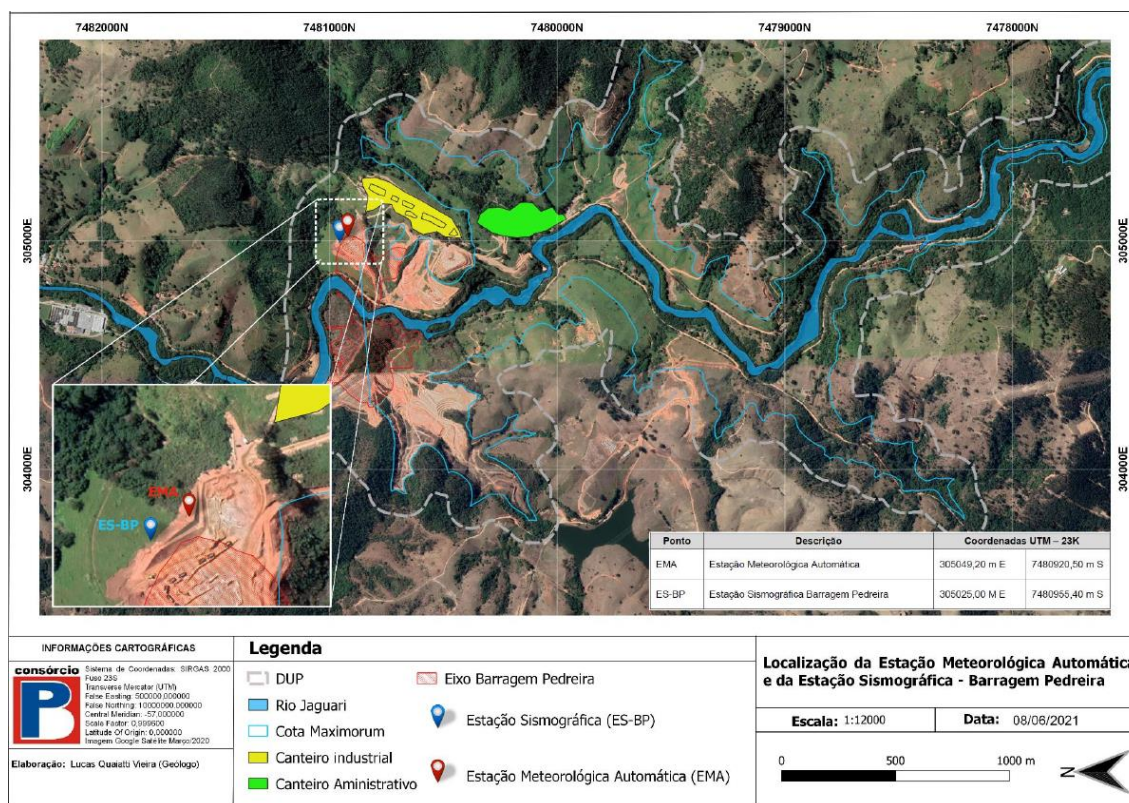 7482000N 7481000N 7480000N 7479000N 7478000N
305000E
304000E
305000E
304000E
EMA
ES-BP
Ponto Descrição Coordenadas UTM – 23K
EMA Estação Meteorológica Automática 305049,20 m E 7480920,50 m S
ES-BP Estação Sismográfica Barragem Pedreira 305025,00 M E 7480955,40 m S
INFORMAÇÕES CARTOGRÁFICAS
consórcio
B
Sistema de Coordenadas: SIRGAS 2000
Fuso 23S
Transverse Mercator (UTM)
False Easting: 500000,000000
False Northing: 10000000,000000
Central Meridian: -57,000000
Scale Factor: 0,999600
Latitude Of Origin: 0,000000
Imagem Google Satélite Março/2020
Elaboração: Lucas Quaiatti Vieira (Geólogo)
Legenda
DUP
Rio Jaguari
Cota Maximorum
Canteiro industrial
Canteiro Aministrativo
Eixo Barragem Pedreira
Estação Sismográfica (ES-BP)
Estação Meteorológica Automática (EMA)
Localização da Estação Meteorológica Automática
e da Estação Sismográfica - Barragem Pedreira
Escala: 1:12000 Data: 08/06/2021
0 500 1000 m
N